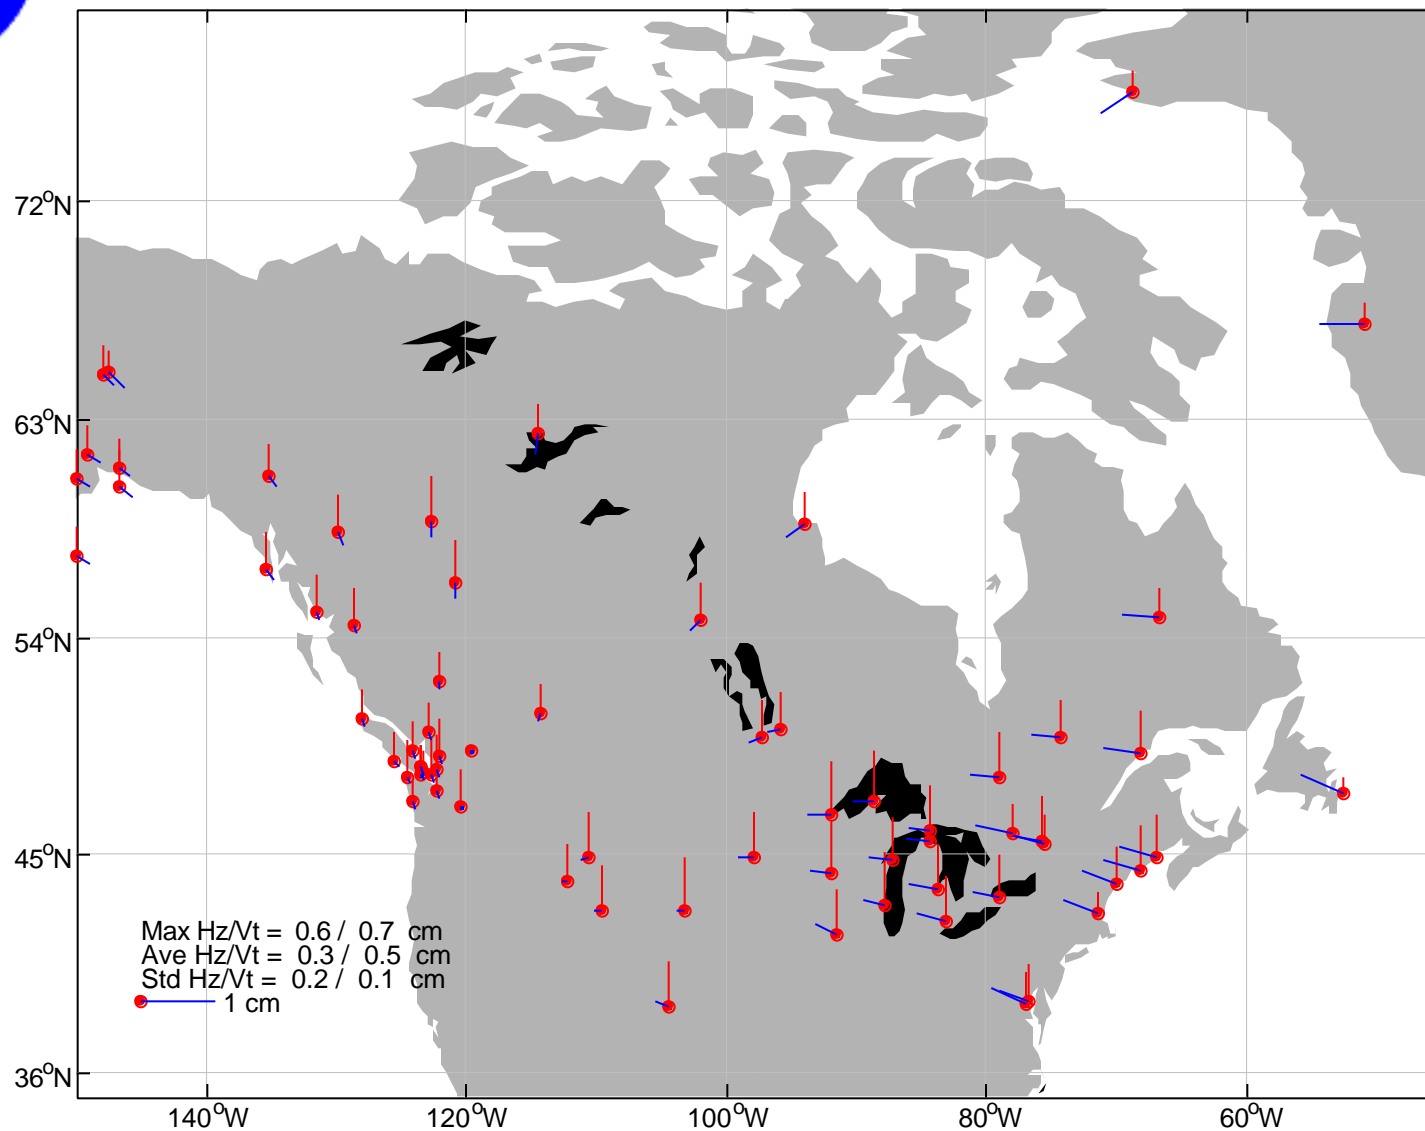 72°N
63°N
54°N
45°N
36°N
Max Hz/Vt = 0.6 / 0.7 cm
Ave Hz/Vt = 0.3 / 0.5 cm
Std Hz/Vt = 0.2 / 0.1 cm
1 cm
140°W 120°W 100°W 80°W 60°W